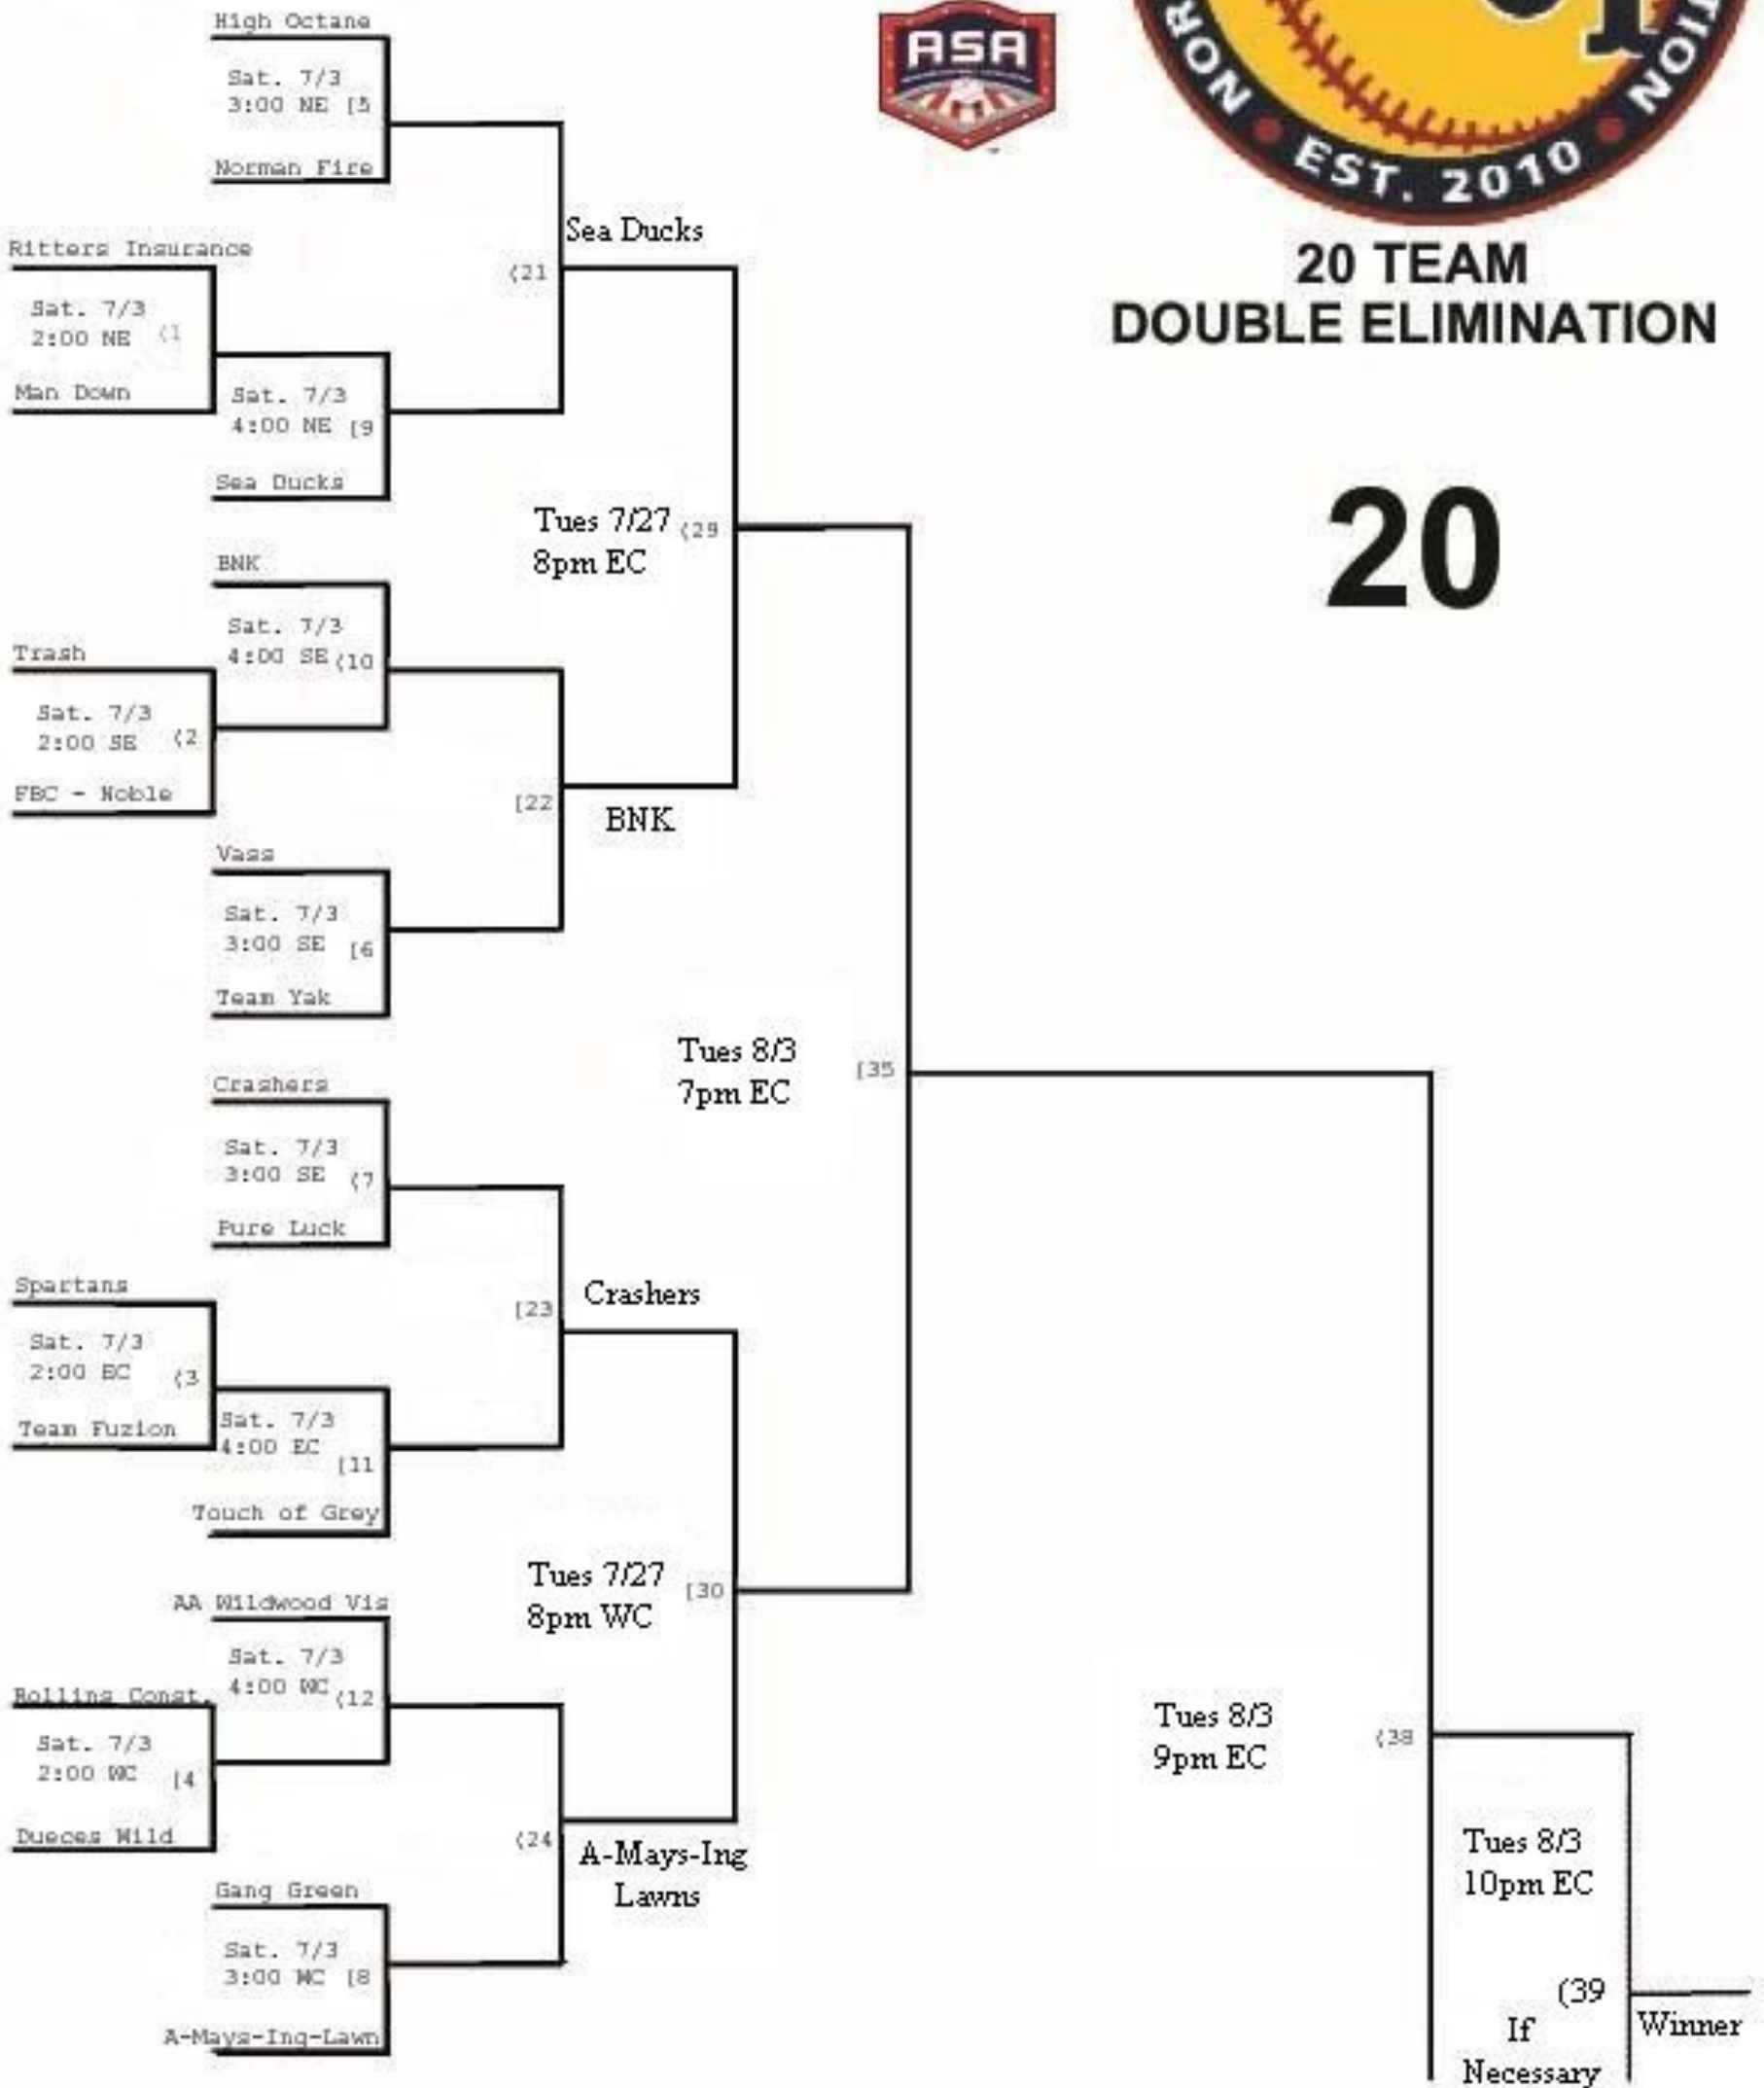 High Octane
Sat. 7/3
3:00 NE (5
Norman Fire
ASA
EST. 2010
20 TEAM
DOUBLE ELIMINATION
20
Ritters Insurance
Sat. 7/3
2:00 NE (1
Man Down
Sat. 7/3
4:00 NE (9
Sea Ducks
(21
Sea Ducks
Tues 7/27
8pm EC
(29
BNK
Sat. 7/3
4:00 SE (10
Trash
Sat. 7/3
2:00 SE (2
FBC - Noble
(22
BNK
Vass
Sat. 7/3
3:00 SE (6
Team Yak
Tues 8/3
7pm EC
(35
Crashers
Sat. 7/3
3:00 SE (7
Pure Luck
(23
Crashers
Spartans
Sat. 7/3
2:00 EC (3
Team Fuzion
Sat. 7/3
4:00 EC
(11
Touch of Grey
Tues 7/27
8pm WC
(30
AA Wildwood Vis
Sat. 7/3
4:00 WC (12
Rollins Const.
Sat. 7/3
2:00 WC (4
Dueces Wild
(24
A-Mays-Ing
Lawns
Gang Green
Sat. 7/3
3:00 WC (8
A-Mays-Ing-Lawn
Tues 8/3
9pm EC
(38
Tues 8/3
10pm EC
(39
If
Necessary
Winner